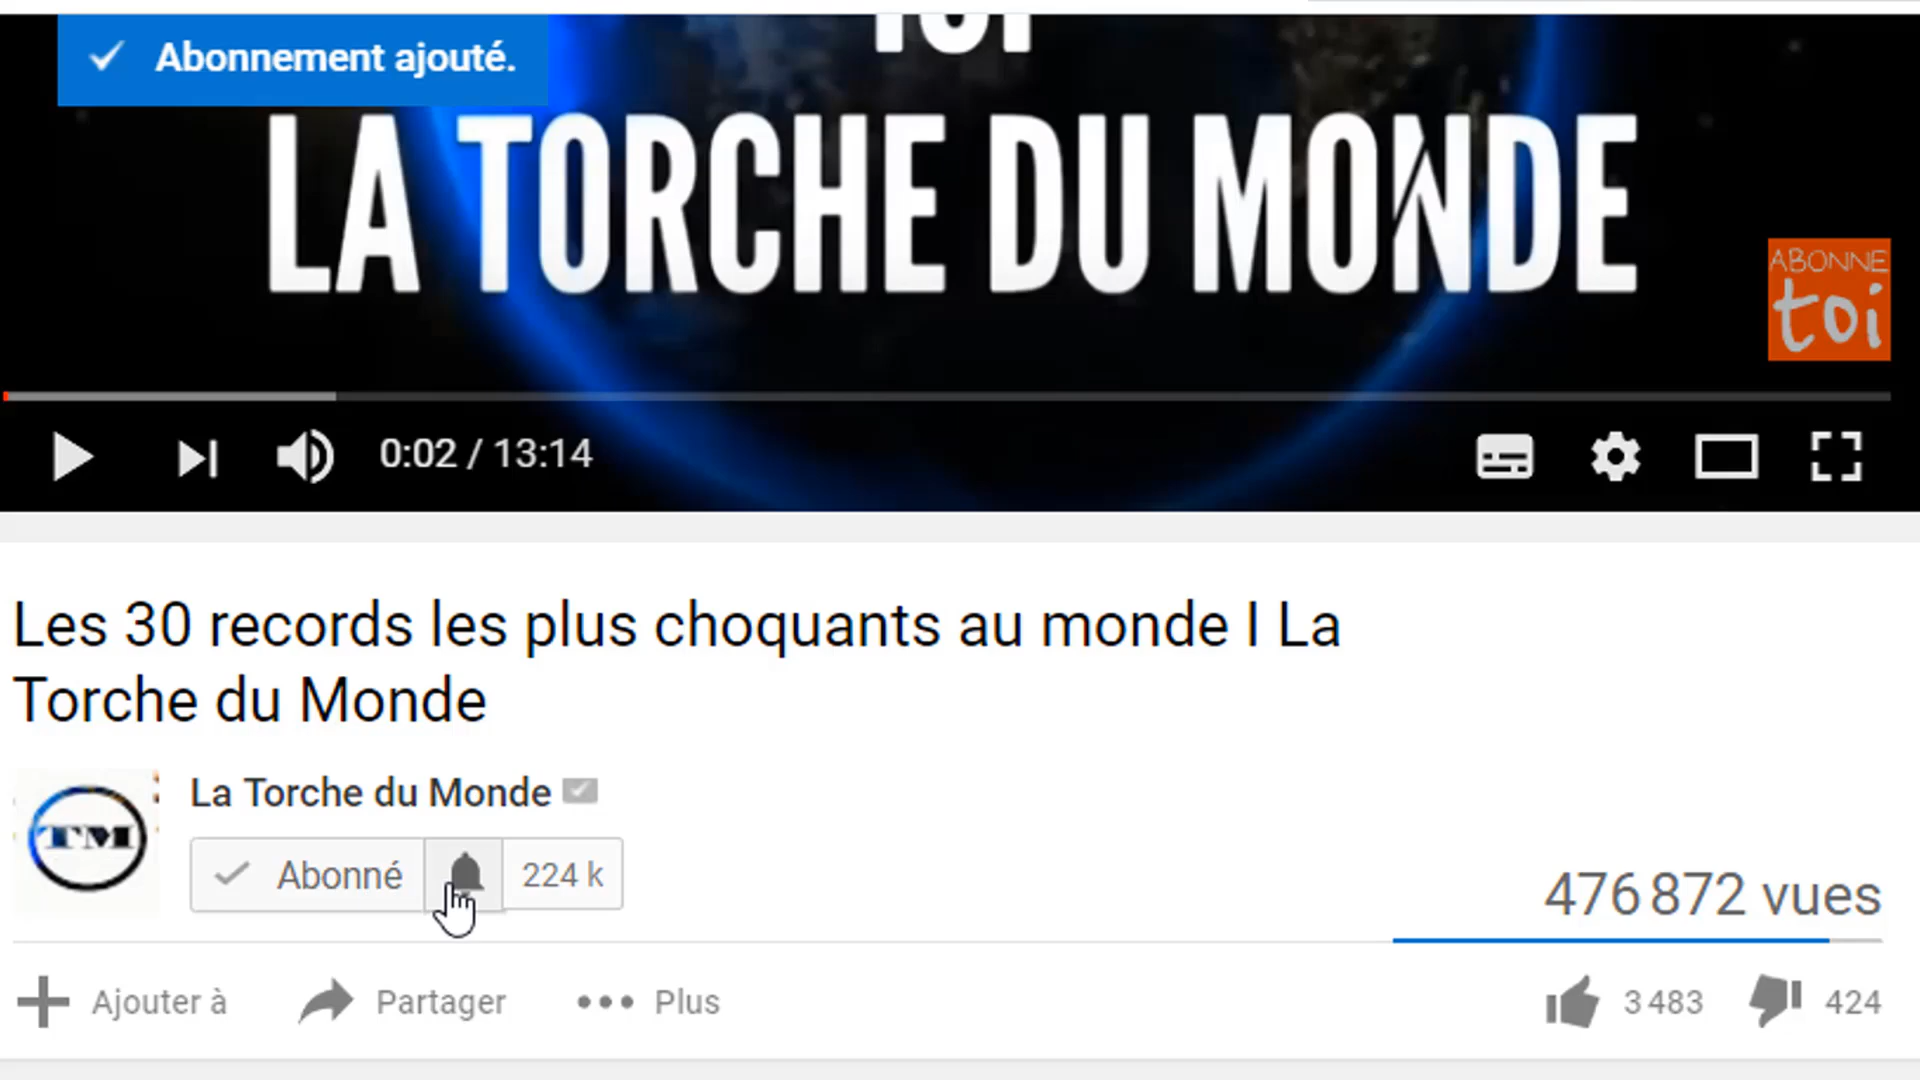 Abonnement ajouté.
LA TORCHE DU MONDE
ABONNE
toi
0:02 / 13:14
Les 30 records les plus choquants au monde I La
Torche du Monde
TM
La Torche du Monde
Abonné
224 k
476 872 vues
Ajouter à
Partager
Plus
3 483
424